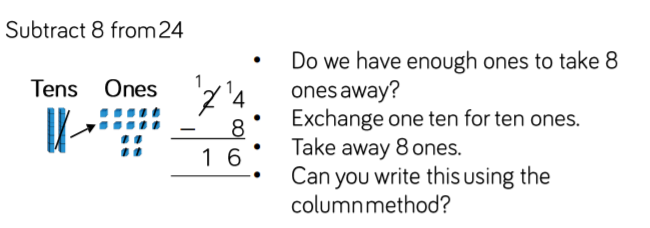 Subtract 8 from 24
Tens Ones
1 2 14
- 8
1 6
• Do we have enough ones to take 8
ones away?
• Exchange one ten for ten ones.
• Take away 8 ones.
• Can you write this using the
column method?